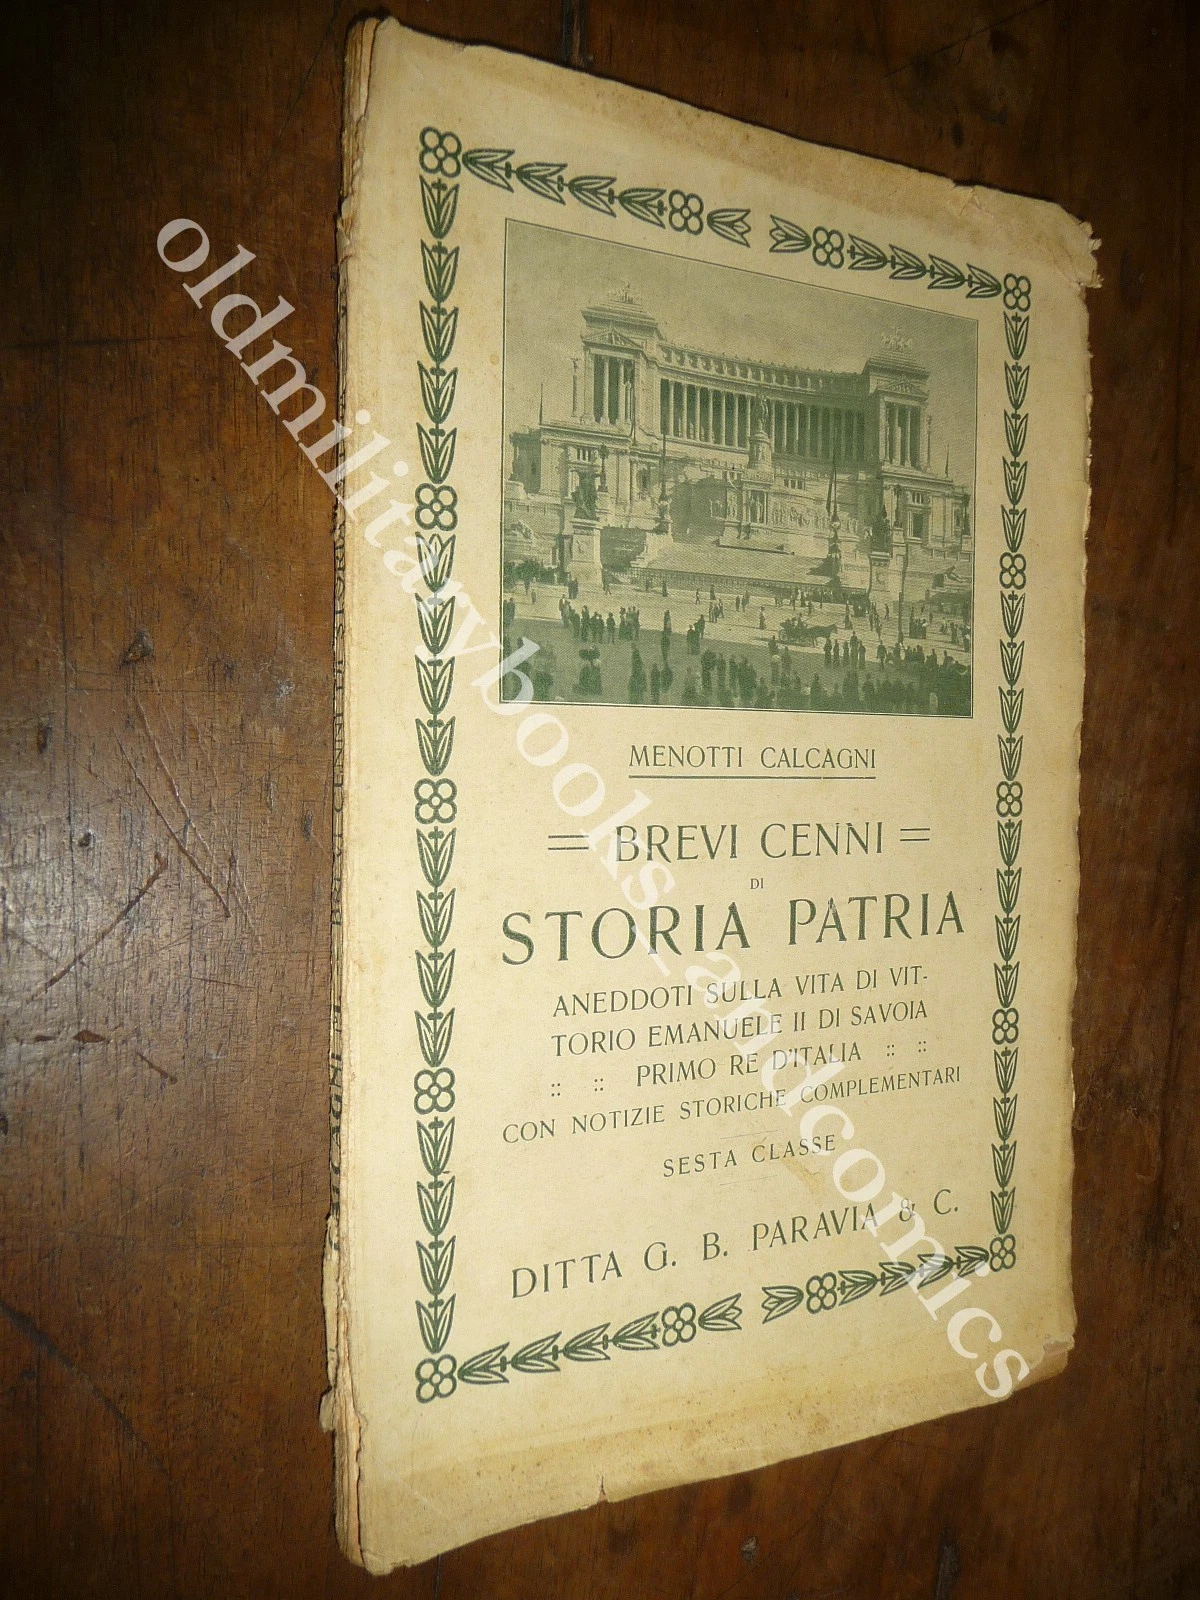 MENOTTI CALCAGNI
= BREVI CENNI =
DI
STORIA PATRIA
ANEDDOTI SULLA VITA DI VIT-
TORIO EMANUELE II DI SAVOIA
:: :: PRIMO RE D'ITALIA :: ::
CON NOTIZIE STORICHE COMPLEMENTARI
SESTA CLASSE
DITTA G. B. PARAVIA & C.
oldmilitarybooks_andcomics